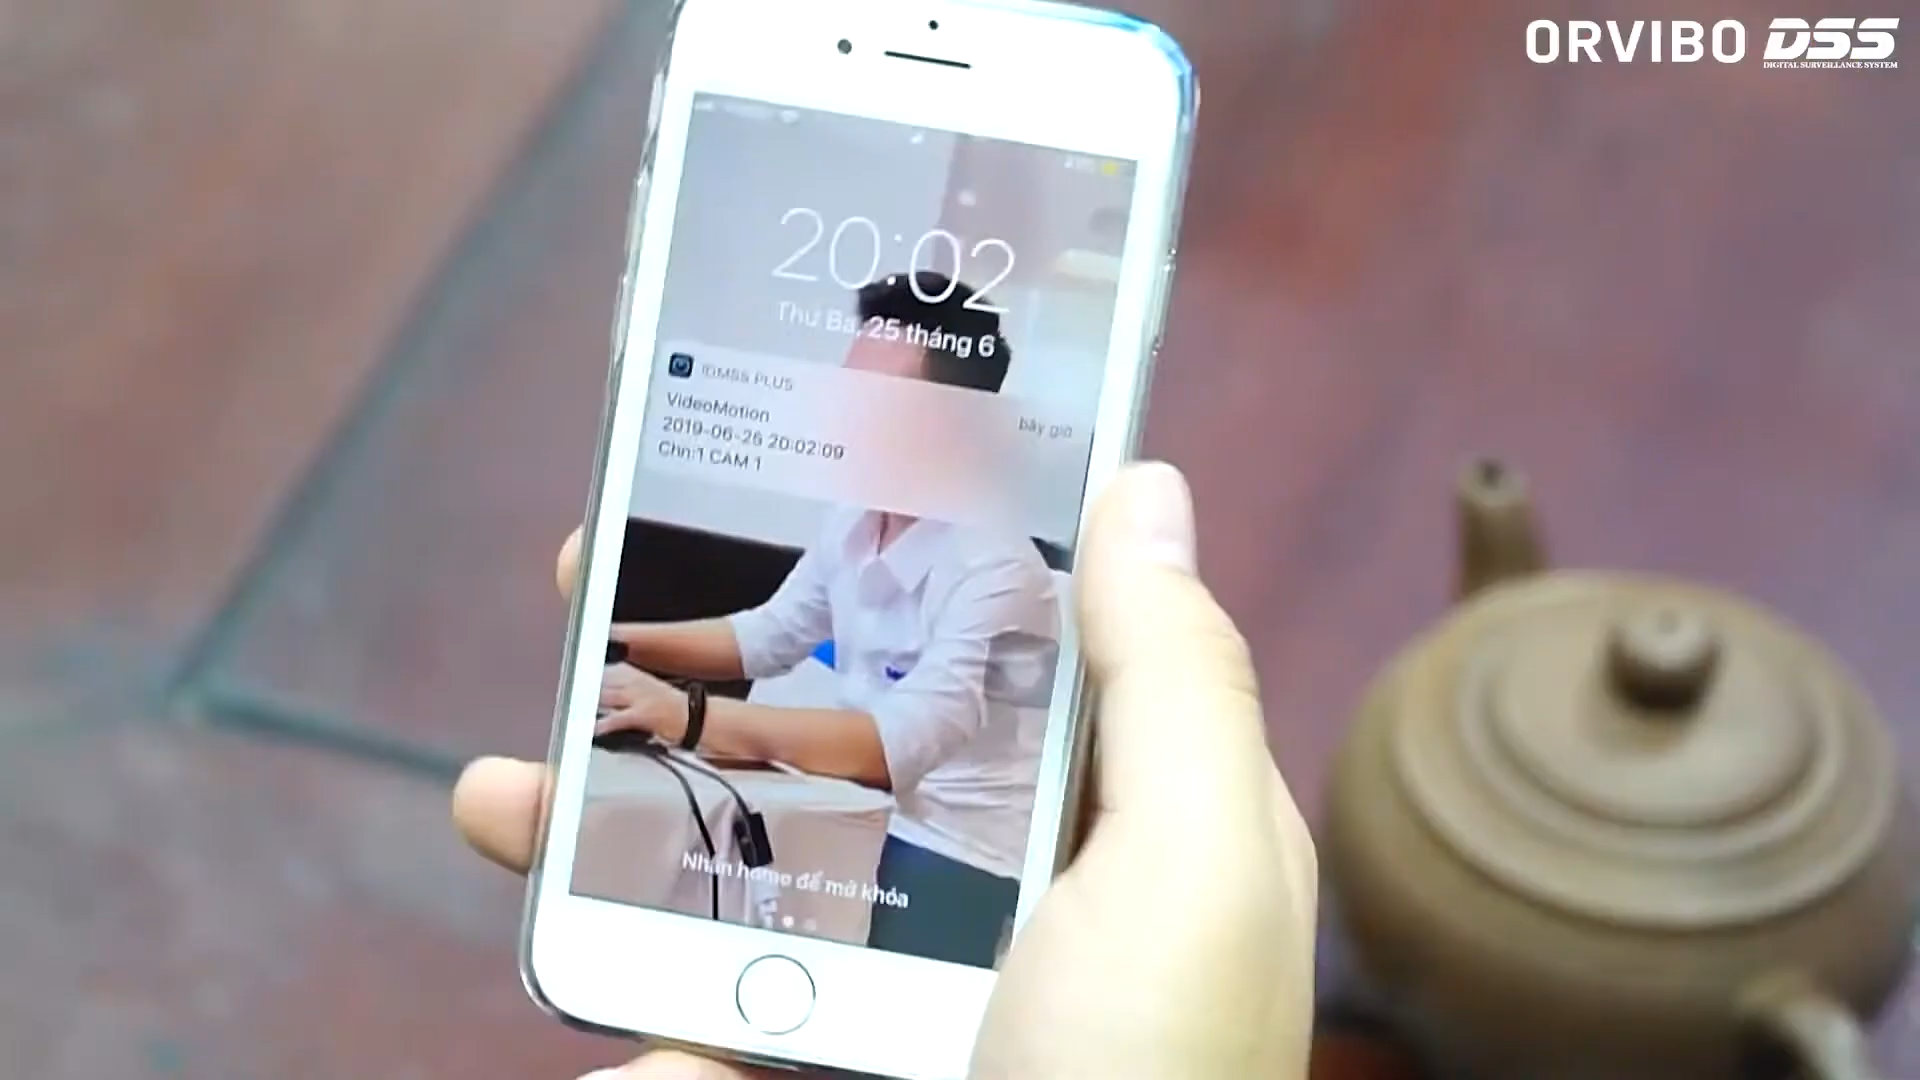 ORVIBO DSS
DIGITAL SURVEILLANCE SYSTEM
20:02
Thứ Ba, 25 tháng 6
iDMSS PLUS
bây giờ
VideoMotion
2019-06-26 20:02:09
Chn:1 CAM 1
Nhấn home để mở khóa